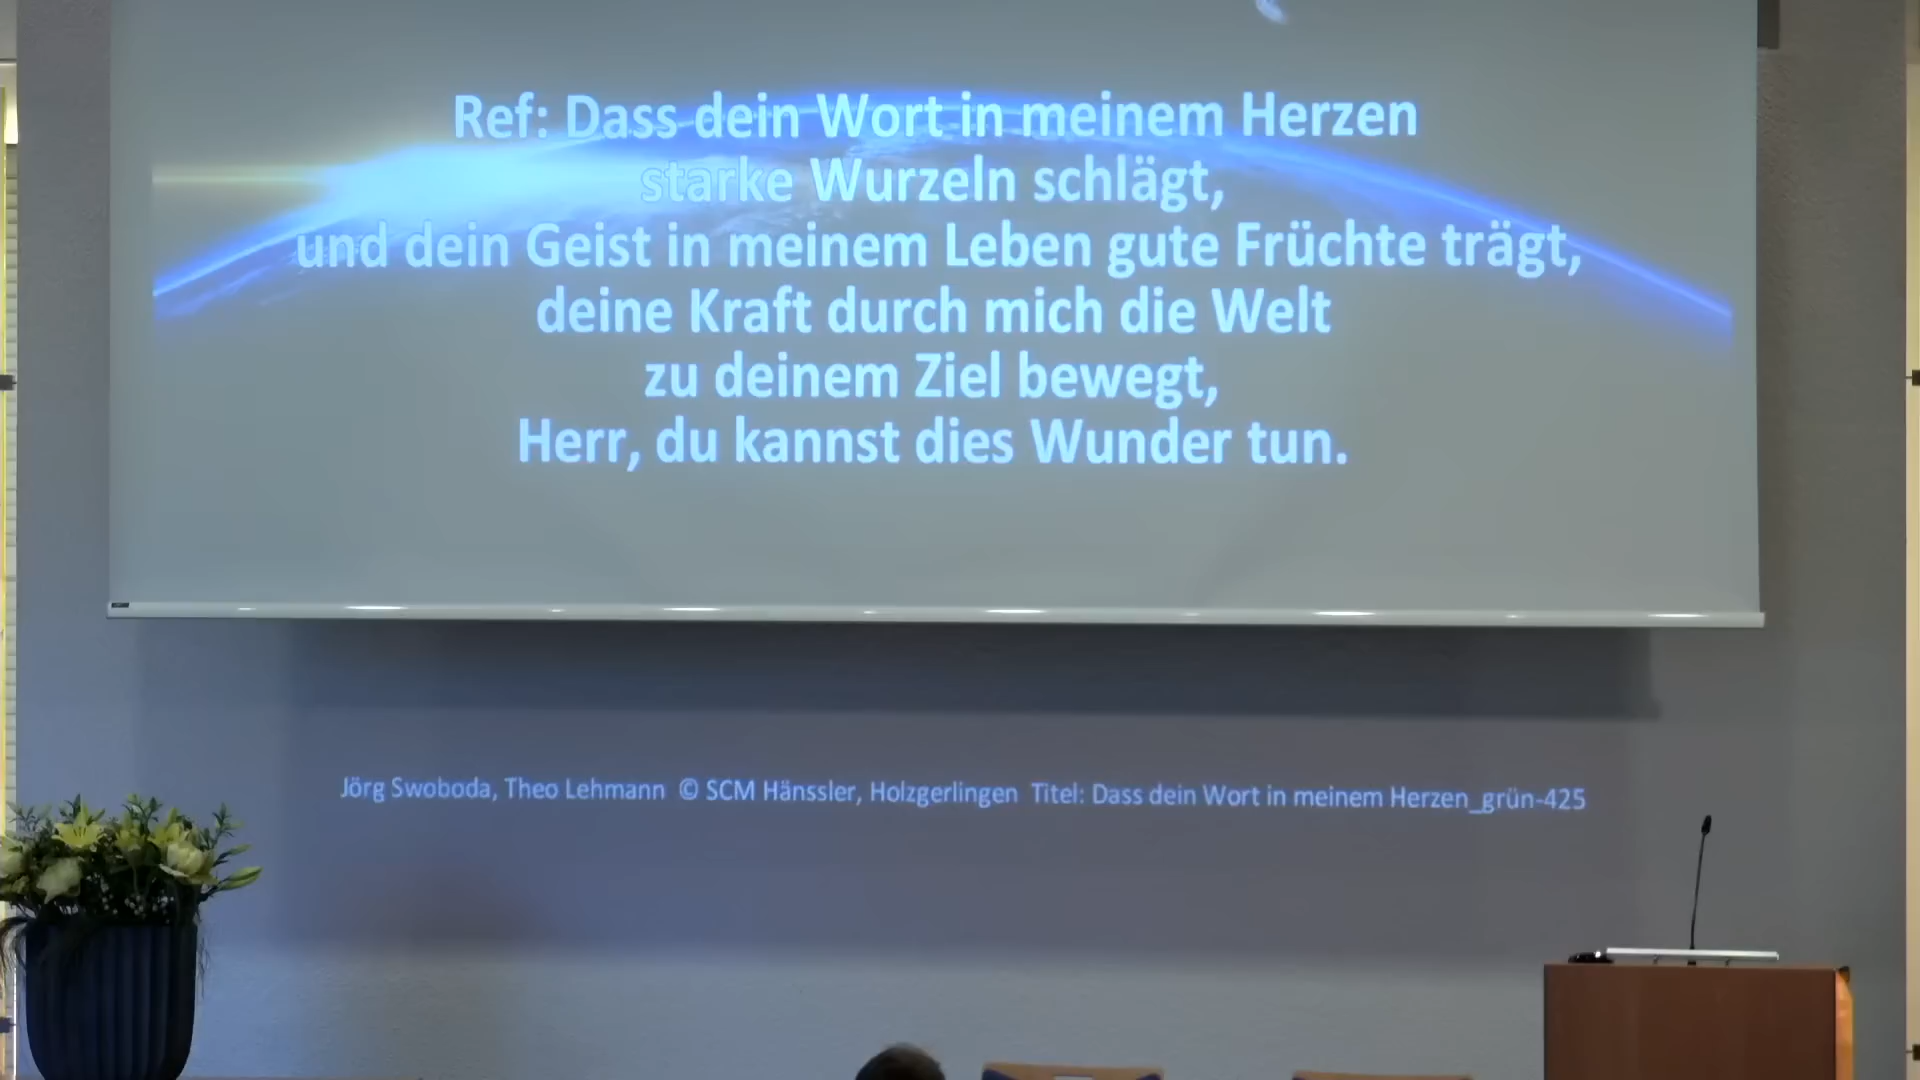 Ref: Dass dein Wort in meinem Herzen
starke Wurzeln schlägt,
und dein Geist in meinem Leben gute Früchte trägt,
deine Kraft durch mich die Welt
zu deinem Ziel bewegt,
Herr, du kannst dies Wunder tun.
Jörg Swoboda, Theo Lehmann © SCM Hänssler, Holzgerlingen Titel: Dass dein Wort in meinem Herzen_grün-425